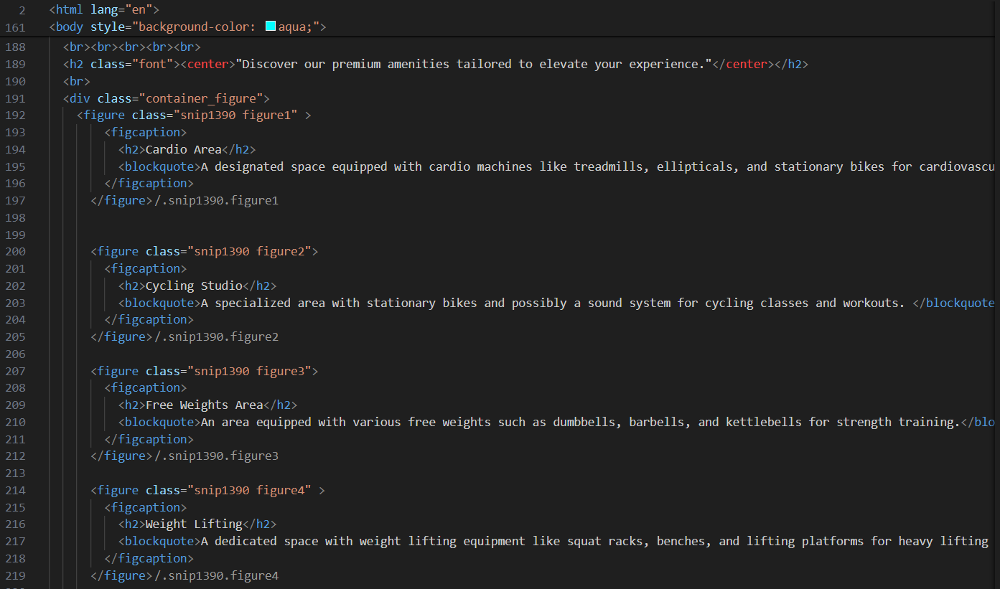 2 <html lang="en">
161 <body style="background-color: aqua;">
188 <br><br><br><br><br>
189 <h2 class="font"><center>"Discover our premium amenities tailored to elevate your experience."</center></h2>
190 <br>
191 <div class="container_figure">
192 <figure class="snip1390 figure1" >
193 <figcaption>
194 <h2>Cardio Area</h2>
195 <blockquote>A designated space equipped with cardio machines like treadmills, ellipticals, and stationary bikes for cardiovascu
196 </figcaption>
197 </figure>/.snip1390.figure1
198
199
200 <figure class="snip1390 figure2">
201 <figcaption>
202 <h2>Cycling Studio</h2>
203 <blockquote>A specialized area with stationary bikes and possibly a sound system for cycling classes and workouts. </blockquote
204 </figcaption>
205 </figure>/.snip1390.figure2
206
207 <figure class="snip1390 figure3">
208 <figcaption>
209 <h2>Free Weights Area</h2>
210 <blockquote>An area equipped with various free weights such as dumbbells, barbells, and kettlebells for strength training.</blo
211 </figcaption>
212 </figure>/.snip1390.figure3
213
214 <figure class="snip1390 figure4" >
215 <figcaption>
216 <h2>Weight Lifting</h2>
217 <blockquote>A dedicated space with weight lifting equipment like squat racks, benches, and lifting platforms for heavy lifting
218 </figcaption>
219 </figure>/.snip1390.figure4